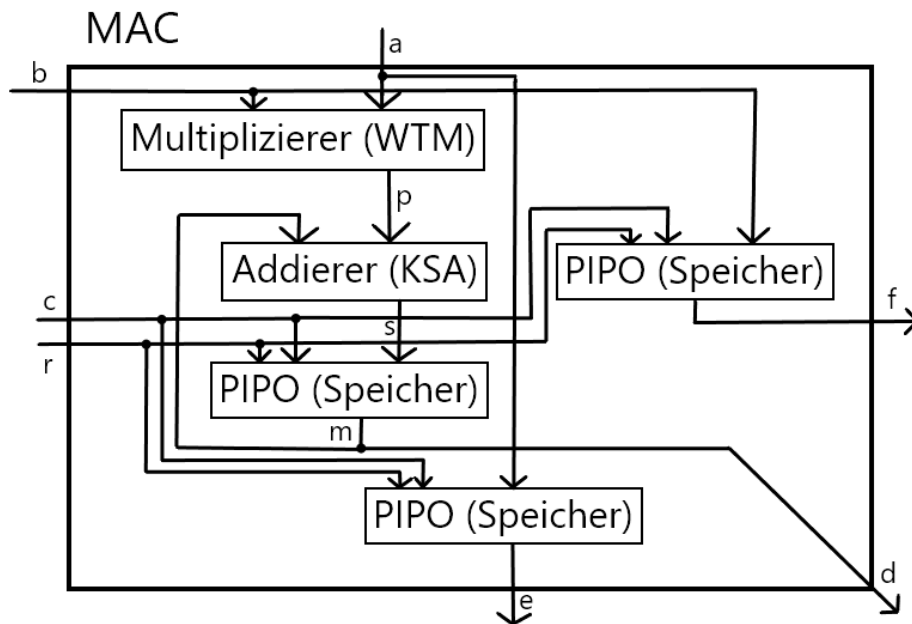 MAC
a
b
Multiplizierer (WTM)
p
Addierer (KSA)
PIPO (Speicher)
c
s
f
r
PIPO (Speicher)
m
PIPO (Speicher)
d
e